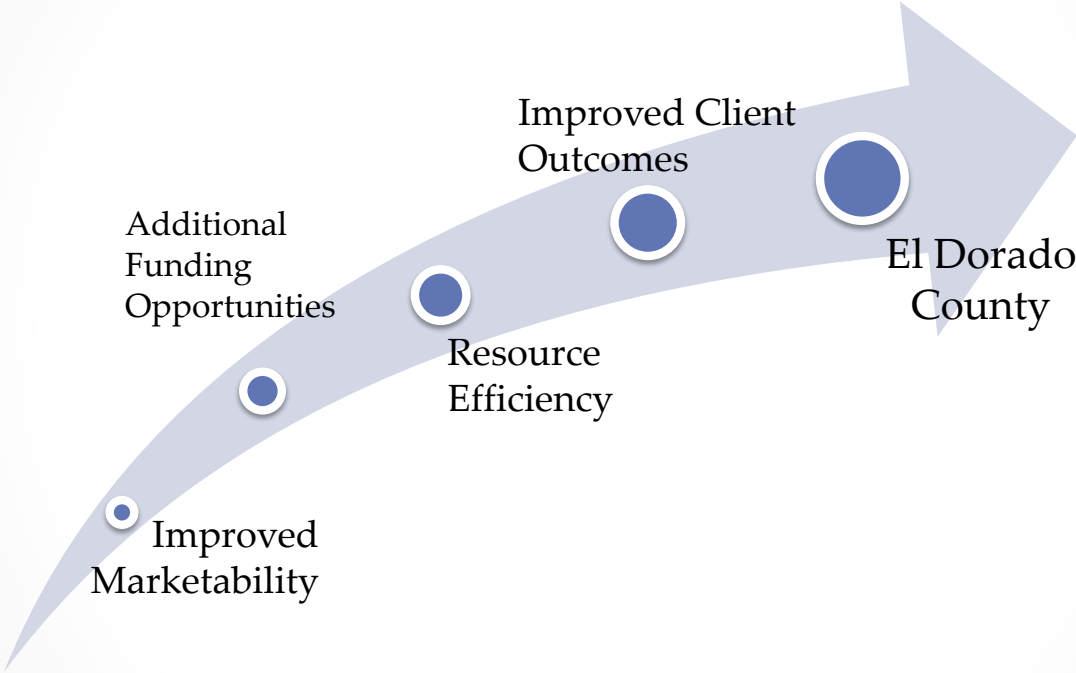 Improved Client
Outcomes
Additional
Funding
Opportunities
El Dorado
County
Resource
Efficiency
Improved
Marketability